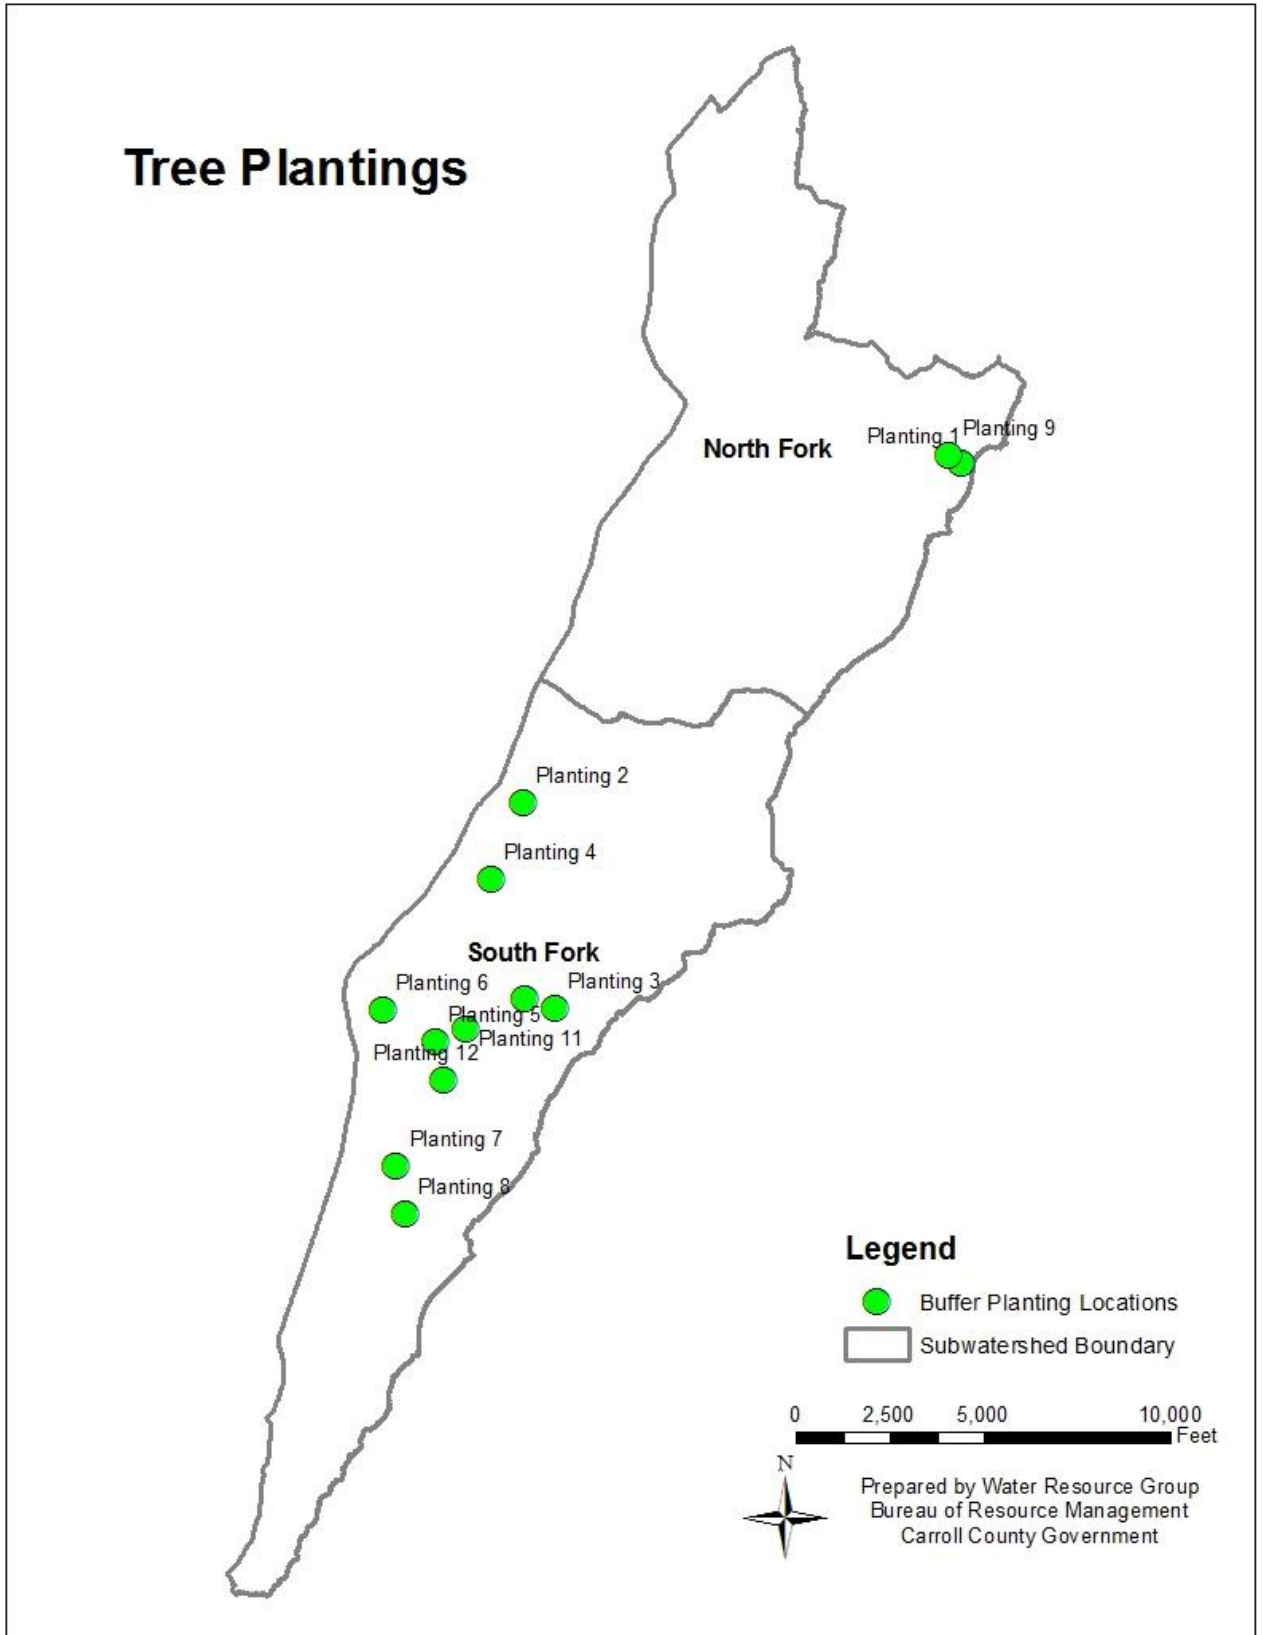 Tree Plantings
Planting 1
Planting 9
North Fork
Planting 2
Planting 4
South Fork
Planting 6
Planting 3
Planting 5
Planting 11
Planting 12
Planting 7
Planting 8
Legend
Buffer Planting Locations
Subwatershed Boundary
0 2,500 5,000 10,000
Feet
N
Prepared by Water Resource Group
Bureau of Resource Management
Carroll County Government